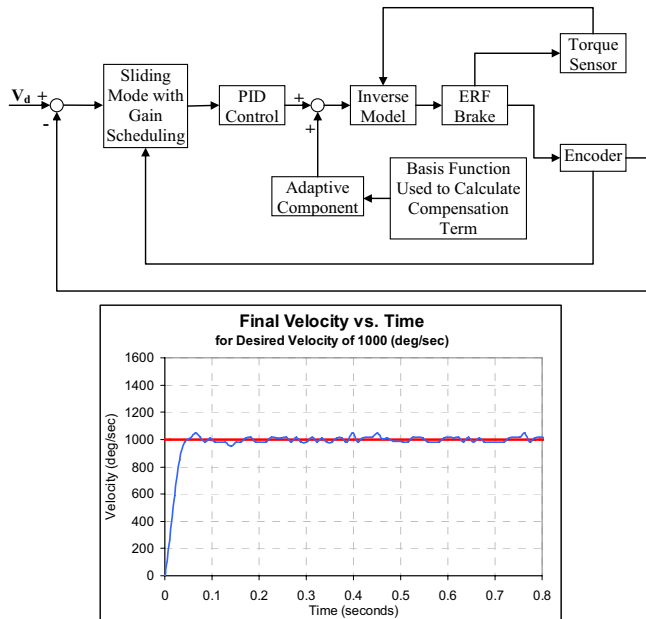 Torque
Sensor
V_d +
-
Sliding
Mode with
Gain
Scheduling
PID
Control
+
+
Inverse
Model
ERF
Brake
Encoder
Adaptive
Component
Basis Function
Used to Calculate
Compensation
Term
Final Velocity vs. Time
for Desired Velocity of 1000 (deg/sec)
Velocity (deg/sec)
1600
1400
1200
1000
800
600
400
200
0
0 0.1 0.2 0.3 0.4 0.5 0.6 0.7 0.8
Time (seconds)